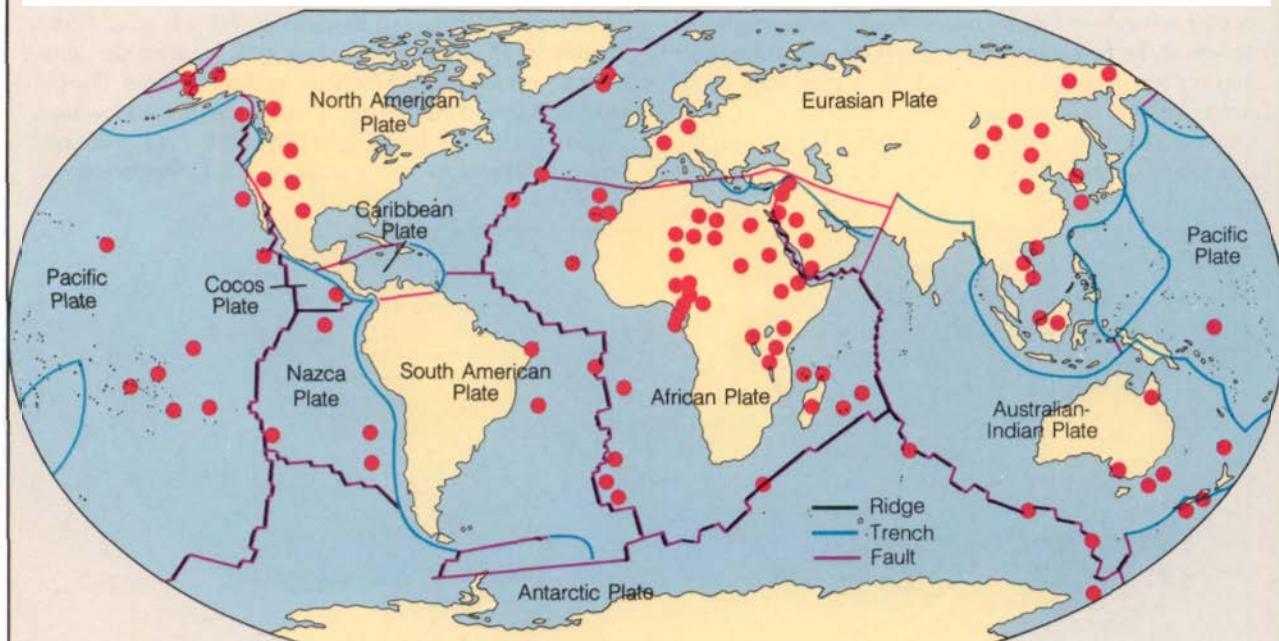 North American
Plate
Eurasian Plate
Caribbean
Plate
Pacific
Plate
Cocos
Plate
Pacific
Plate
Nazca
Plate
South American
Plate
African Plate
Australian-
Indian Plate
Ridge
Trench
Fault
Antarctic Plate